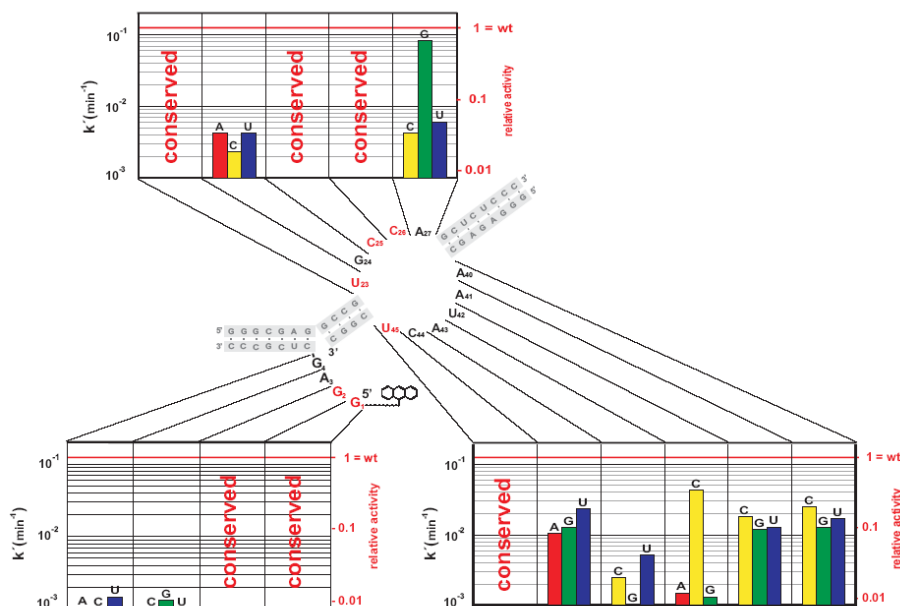 10⁻¹
10⁻²
10⁻³
k´(min⁻¹)
conserved
A
C
U
conserved
conserved
C
G
U
1 = wt
0.1
0.01
relative activity
C₂₅
C₂₆
A₂₇
G₂₄
U₂₃
G C U C U C C C 3'
C G A G A G G G 5'
A₄₀
A₄₁
U₄₂
A₄₃
C₄₄
U₄₅
G C C G
C G G C
5' G G G C G A G
3' C C C G C U C
3'
G₄
A₃
G₂
G₁
5'
10⁻¹
10⁻²
10⁻³
k´(min⁻¹)
A C U
C G U
conserved
conserved
1 = wt
0.1
0.01
relative activity
10⁻¹
10⁻²
10⁻³
k´(min⁻¹)
conserved
A G U
C G U
A C G
C G U
C G U
1 = wt
0.1
0.01
relative activity